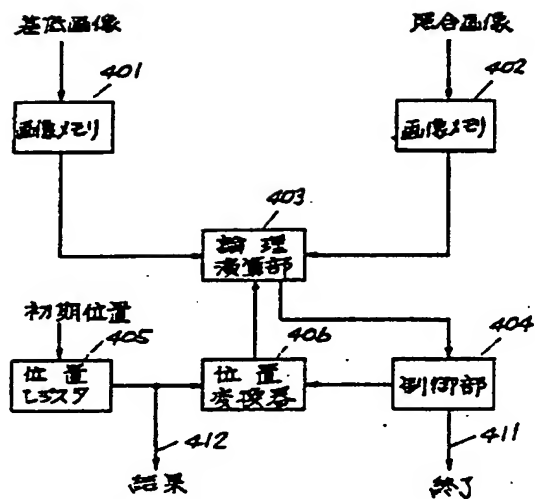 基底画像
照合画像
401
402
画像メモリ
画像メモリ
403
論理
演算部
初期位置
405
406
404
位置
レジスタ
位置
変換器
制御部
412
411
結果
終了